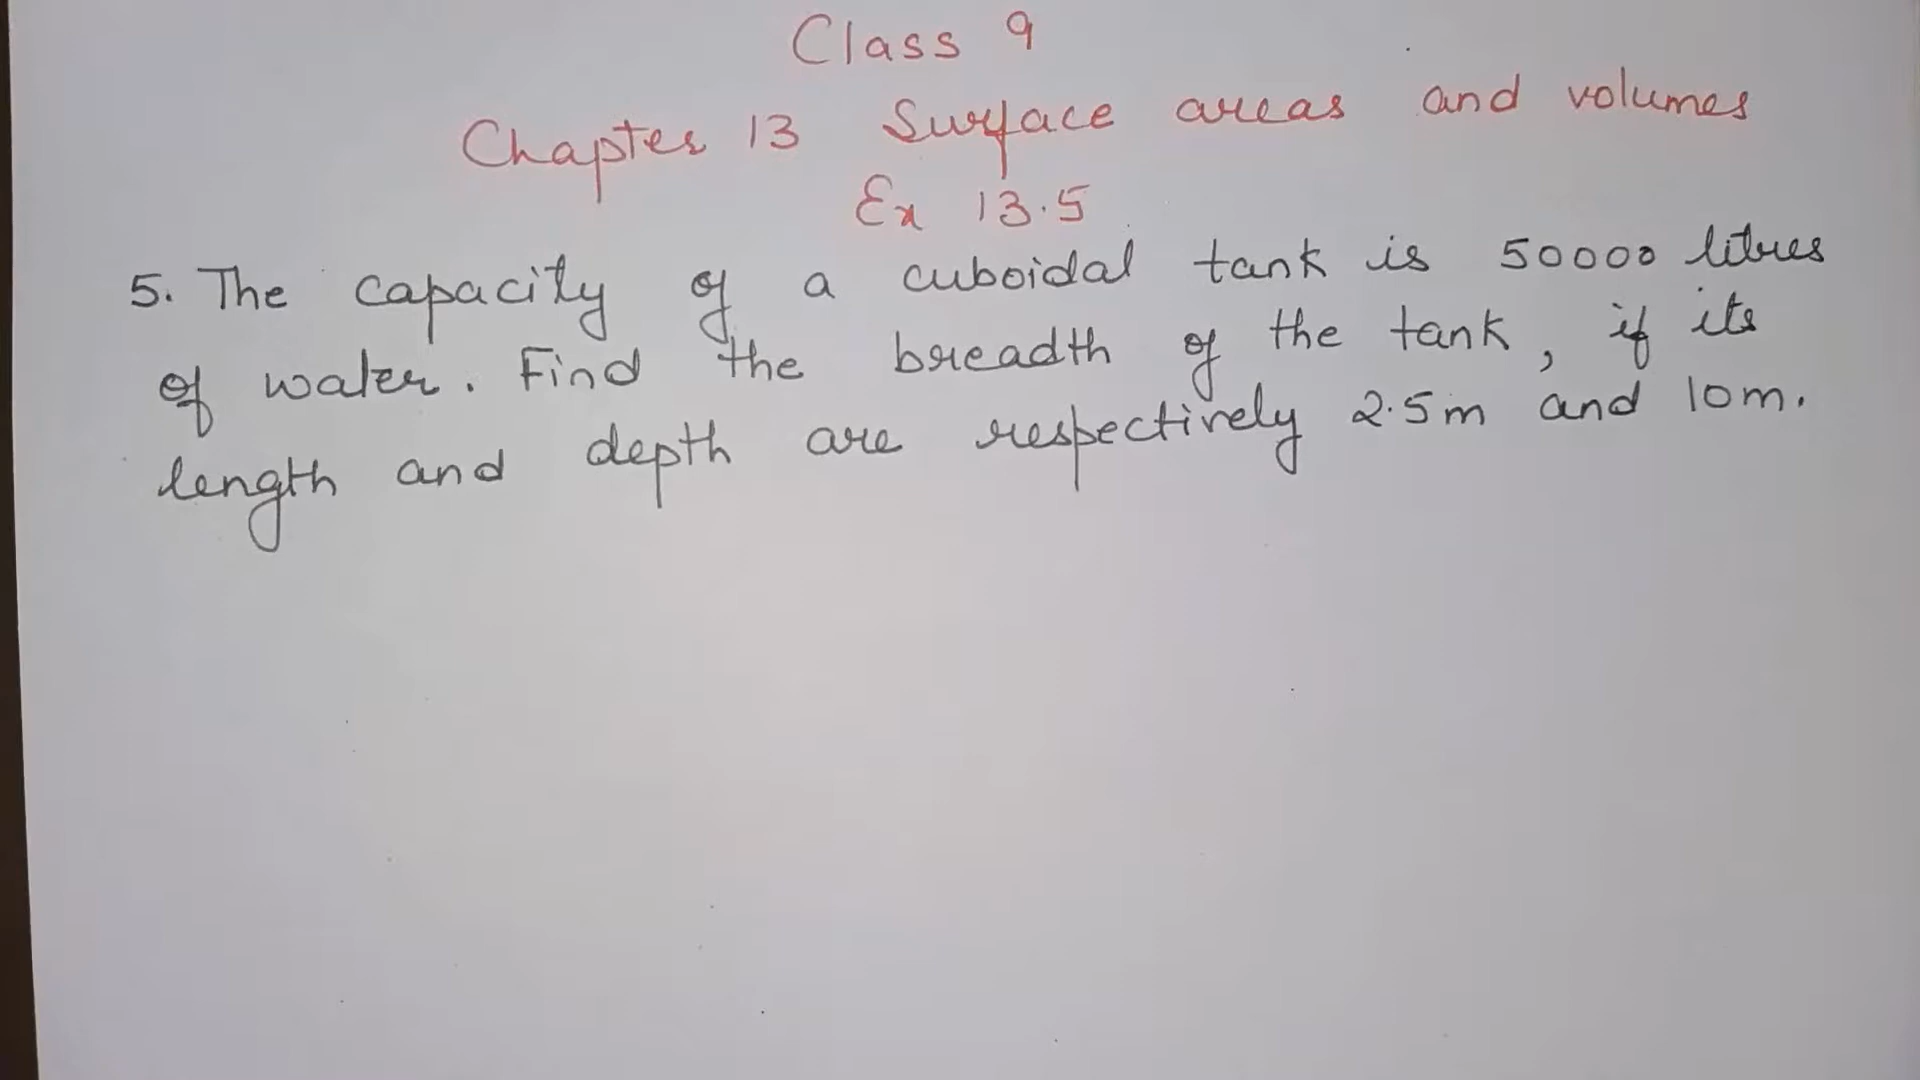 Class 9
Chapter 13 Surface areas and volumes
Ex 13.5
5. The capacity of a cuboidal tank is 50000 litres
of water. Find the breadth of the tank, if its
length and depth are respectively 2.5m and 10m.